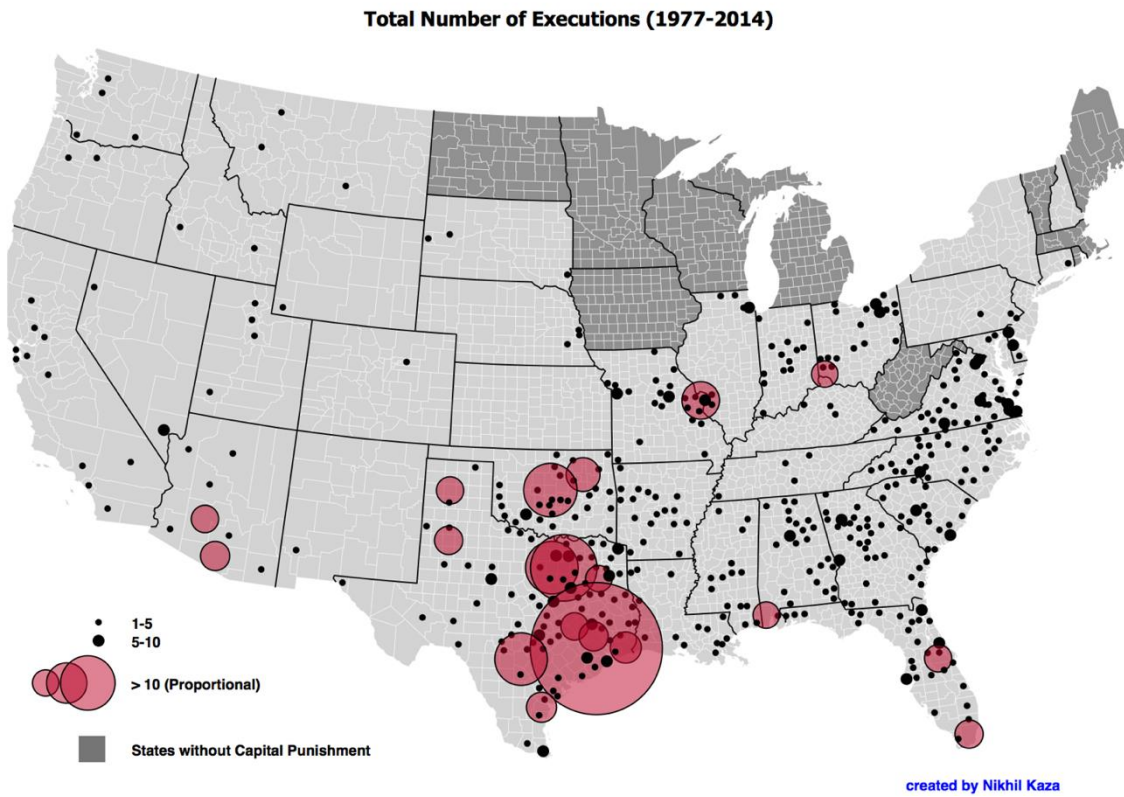 Total Number of Executions (1977-2014)
1-5
5-10
> 10 (Proportional)
States without Capital Punishment
created by Nikhil Kaza